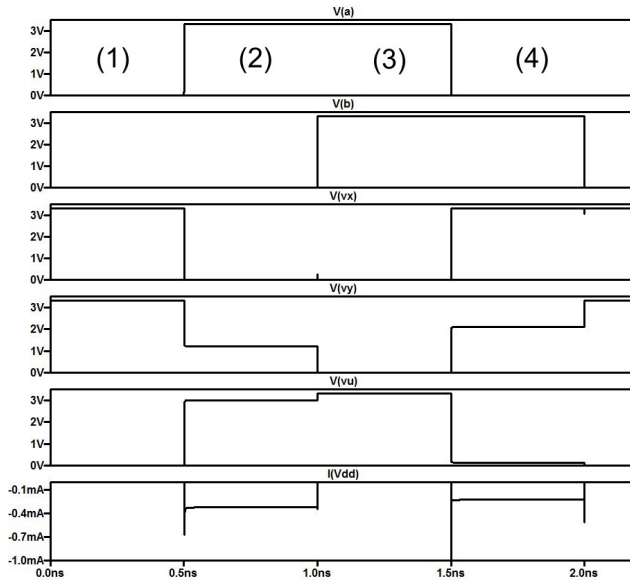 V(a)
3V
2V
1V
0V
(1) (2) (3) (4)
V(b)
3V
2V
1V
0V
V(vx)
3V
2V
1V
0V
V(vy)
3V
2V
1V
0V
V(vu)
3V
2V
1V
0V
I(Vdd)
-0.1mA
-0.4mA
-0.7mA
-1.0mA
0.0ns 0.5ns 1.0ns 1.5ns 2.0ns